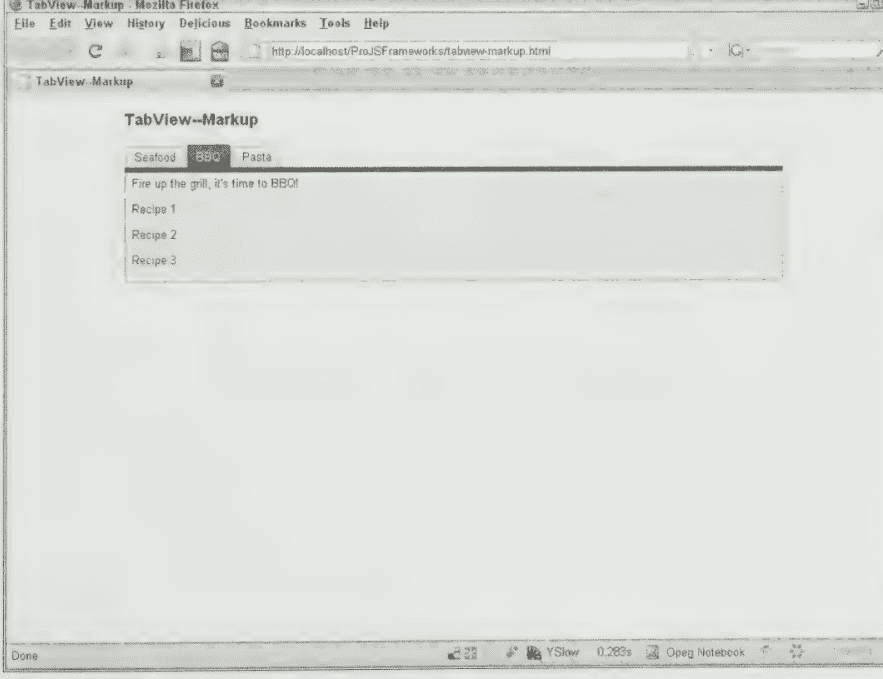 TabView--Markup - Mozilla Firefox
File Edit View History Delicious Bookmarks Tools Help
http://localhost/ProJSFrameworks/tabview-markup.html
TabView--Markup
TabView--Markup
Seafood BBQ Pasta
Fire up the grill, it's time to BBQ!
Recipe 1
Recipe 2
Recipe 3
Done YSlow 0.283s Open Notebook